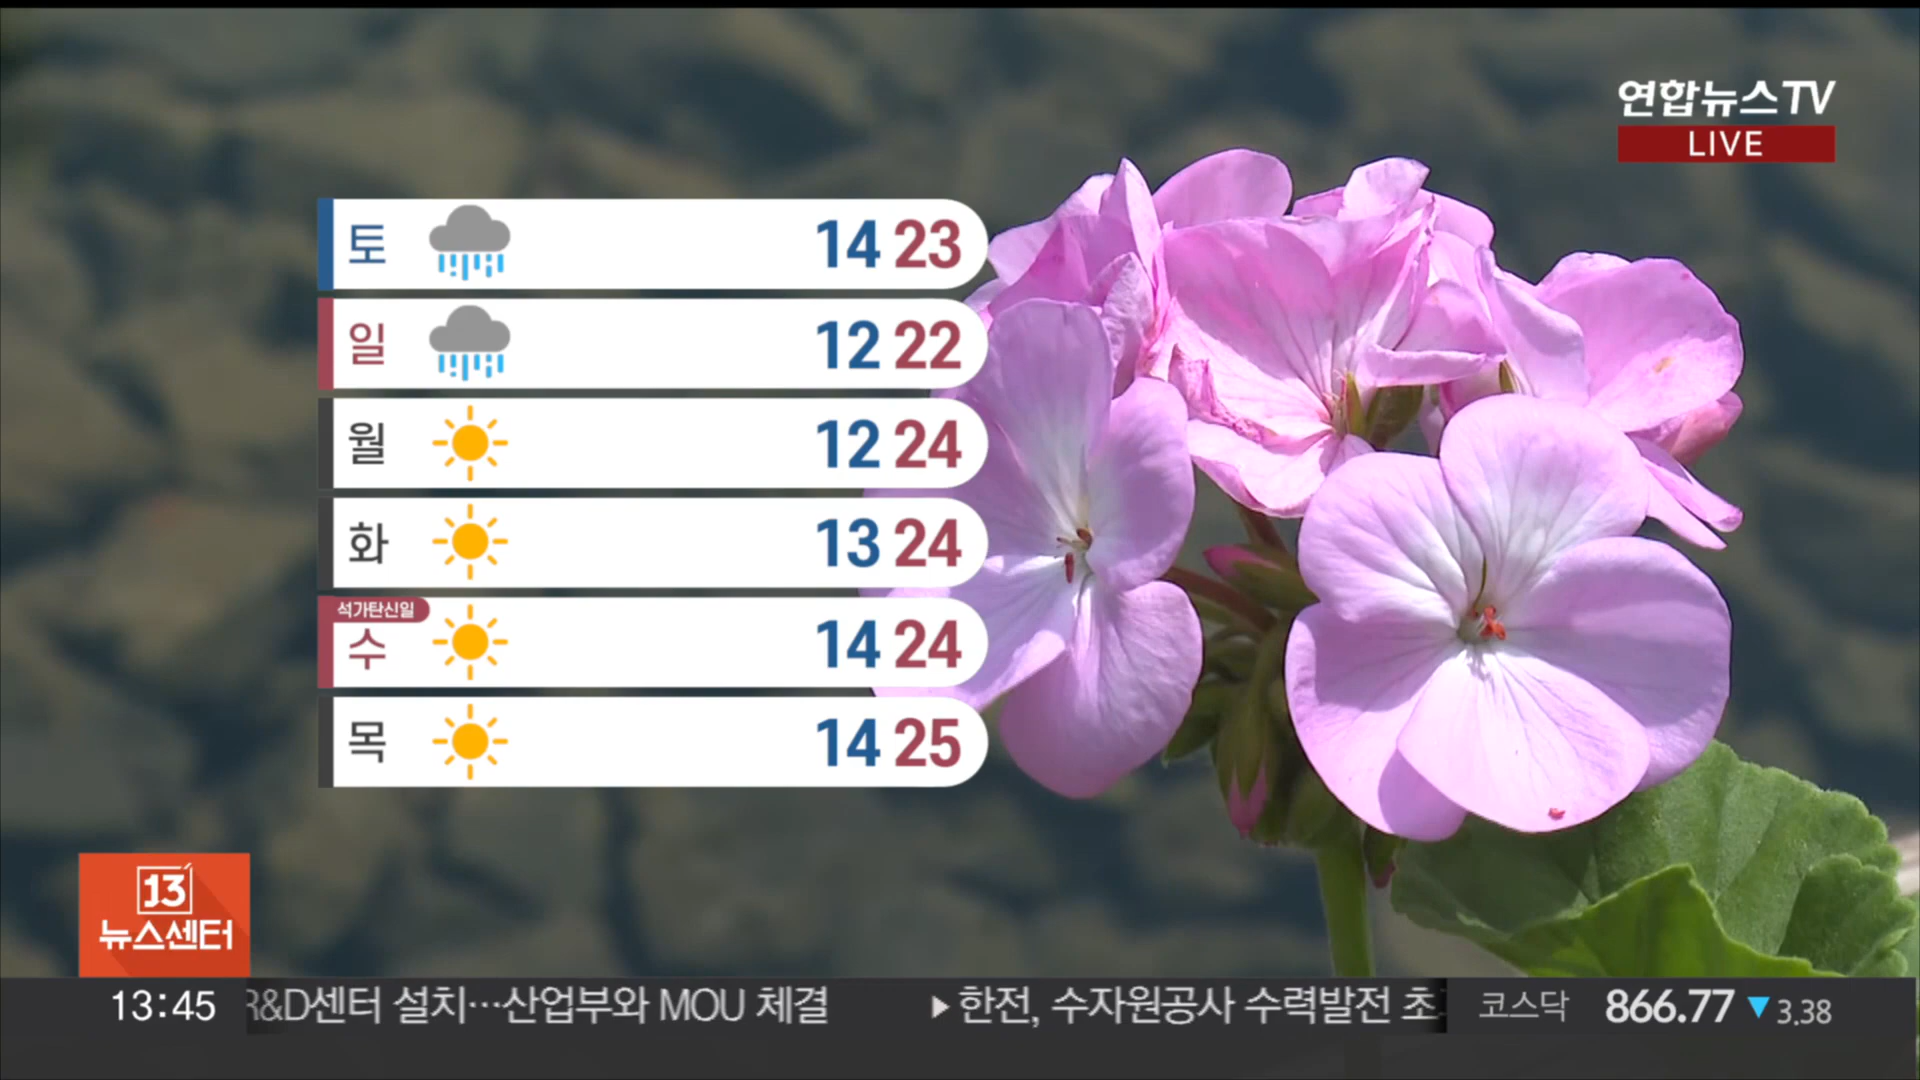 연합뉴스TV
LIVE
토 14 23
일 12 22
월 12 24
화 13 24
석가탄신일
수 14 24
목 14 25
13
뉴스센터
13:45 R&D센터 설치…산업부와 MOU 체결 ▶한전, 수자원공사 수력발전 초 코스닥 866.77 ▼3.38